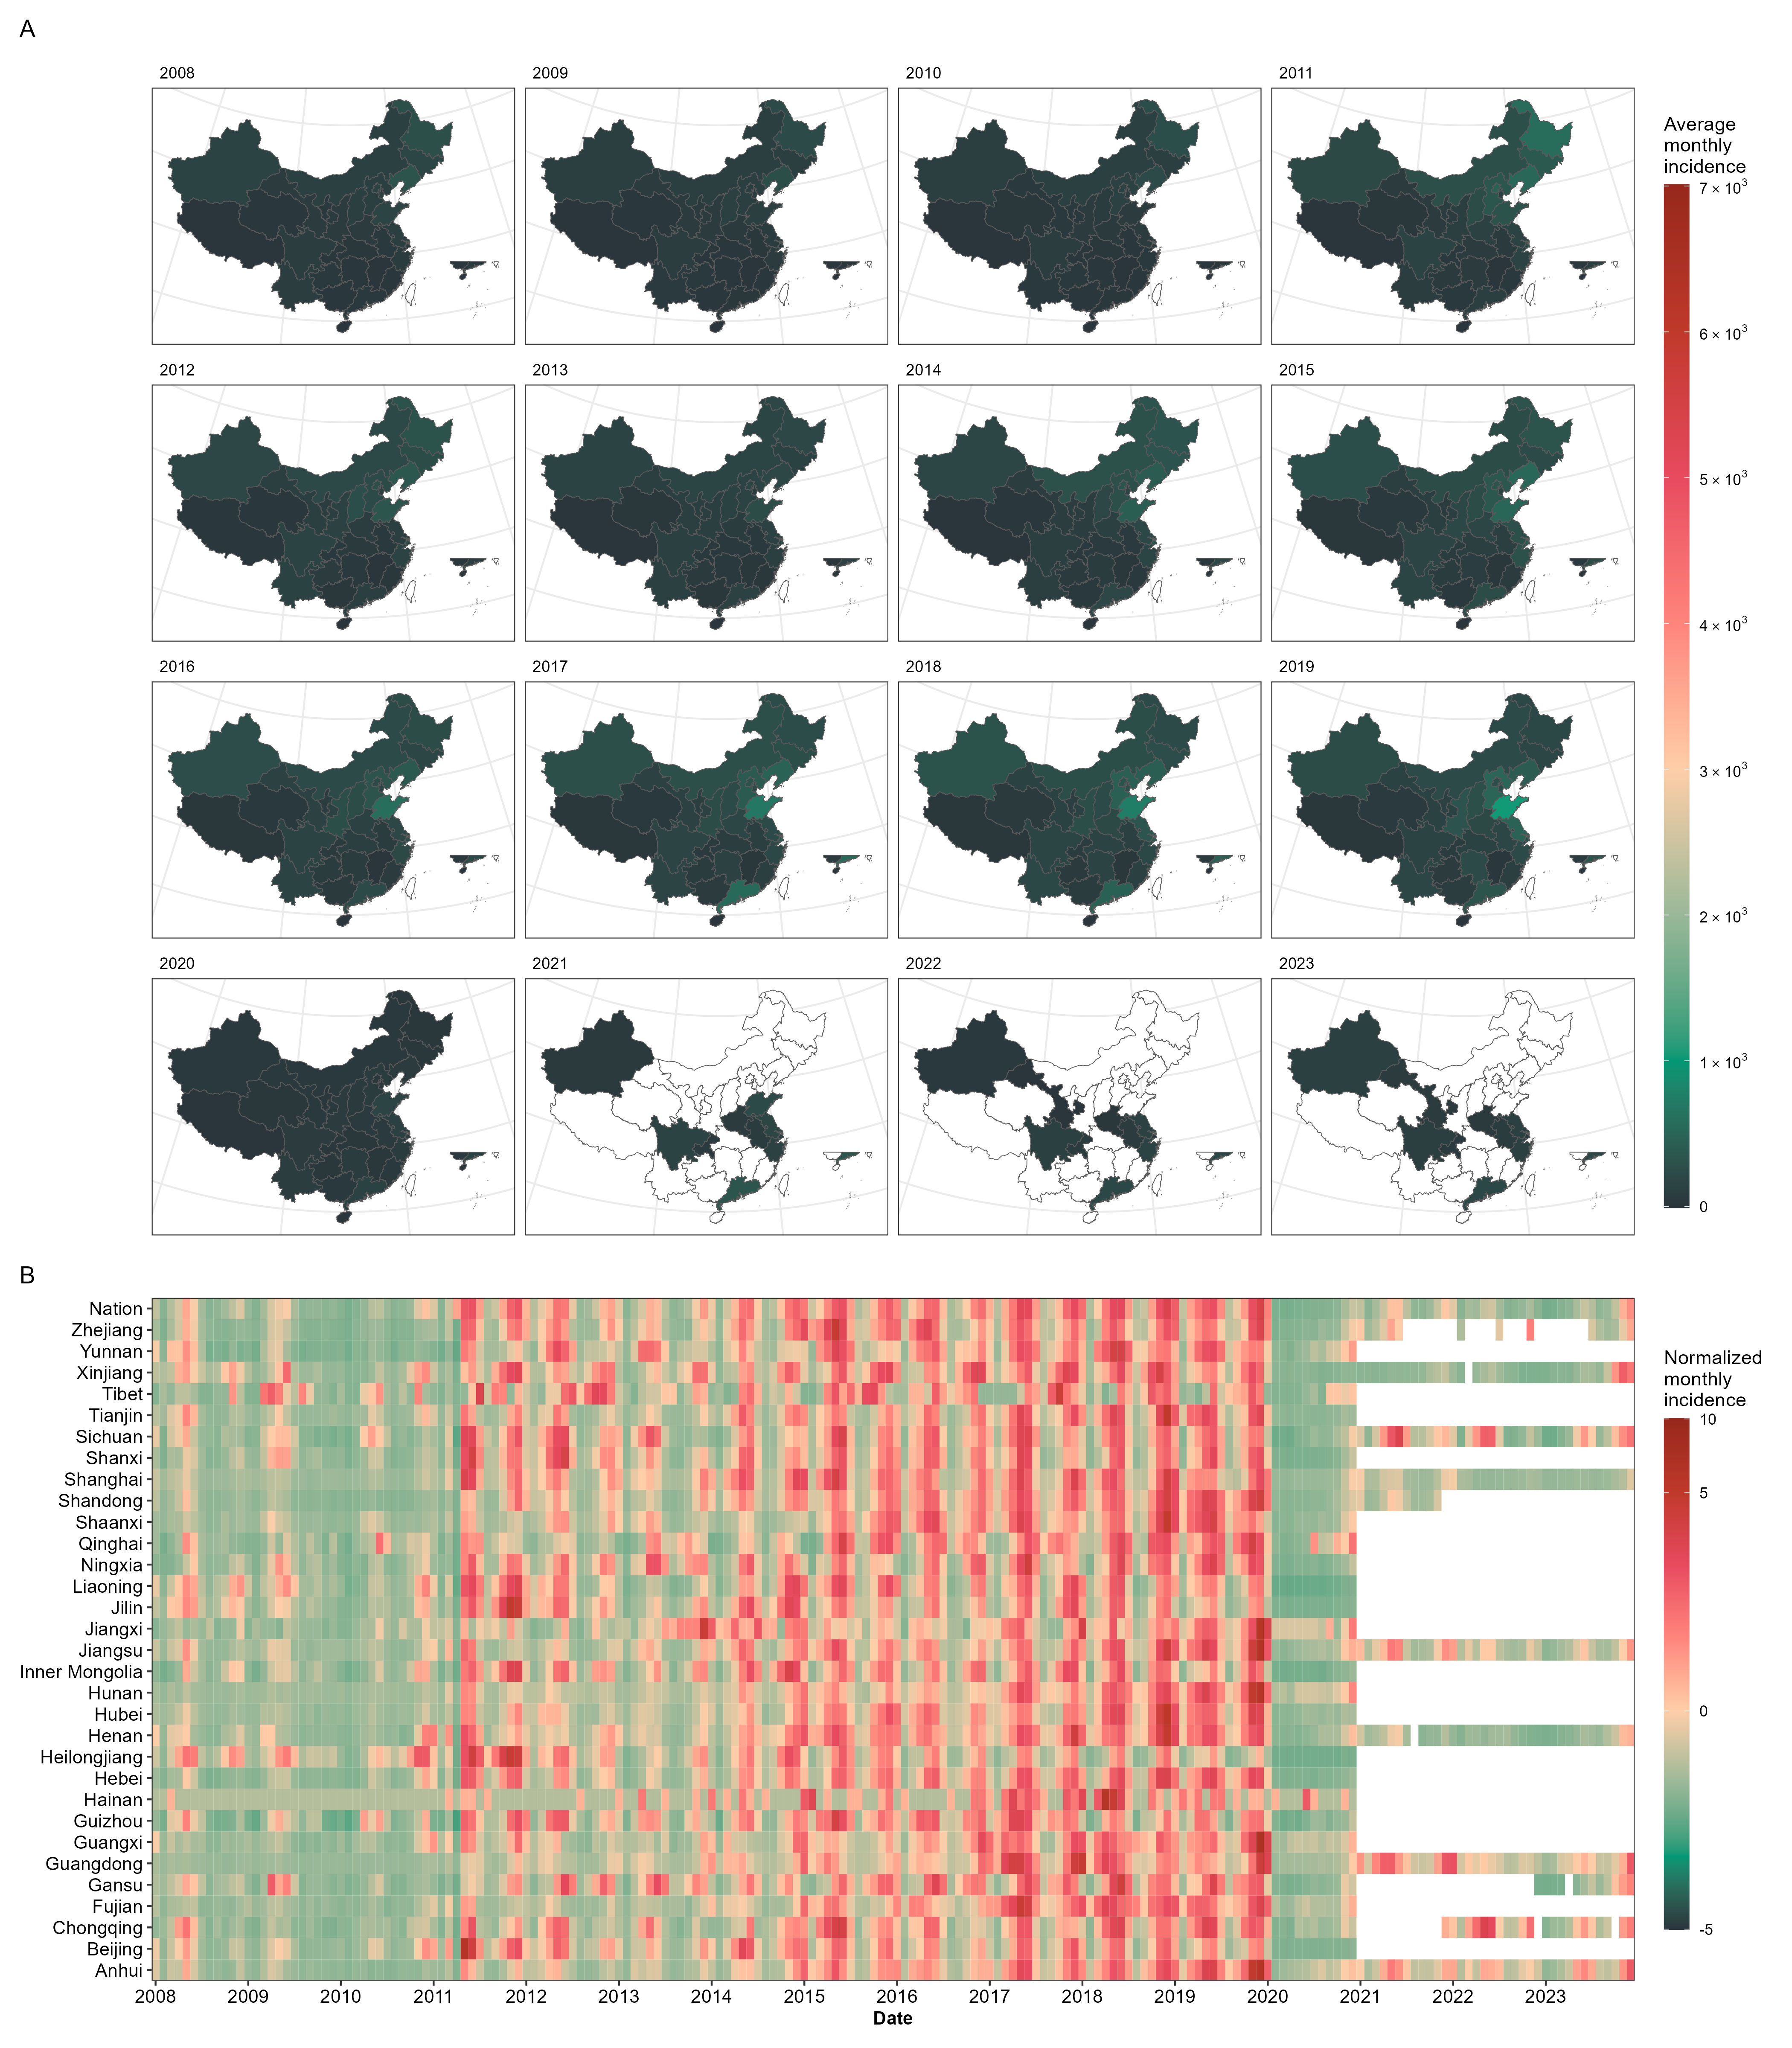 A
2008
2009
2010
2011
2012
2013
2014
2015
2016
2017
2018
2019
2020
2021
2022
2023
Average
monthly
incidence
7 × 10³
6 × 10³
5 × 10³
4 × 10³
3 × 10³
2 × 10³
1 × 10³
0
B
Nation
Zhejiang
Yunnan
Xinjiang
Tibet
Tianjin
Sichuan
Shanxi
Shanghai
Shandong
Shaanxi
Qinghai
Ningxia
Liaoning
Jilin
Jiangxi
Jiangsu
Inner Mongolia
Hunan
Hubei
Henan
Heilongjiang
Hebei
Hainan
Guizhou
Guangxi
Guangdong
Gansu
Fujian
Chongqing
Beijing
Anhui
2008 2009 2010 2011 2012 2013 2014 2015 2016 2017 2018 2019 2020 2021 2022 2023
Date
Normalized
monthly
incidence
10
5
0
-5